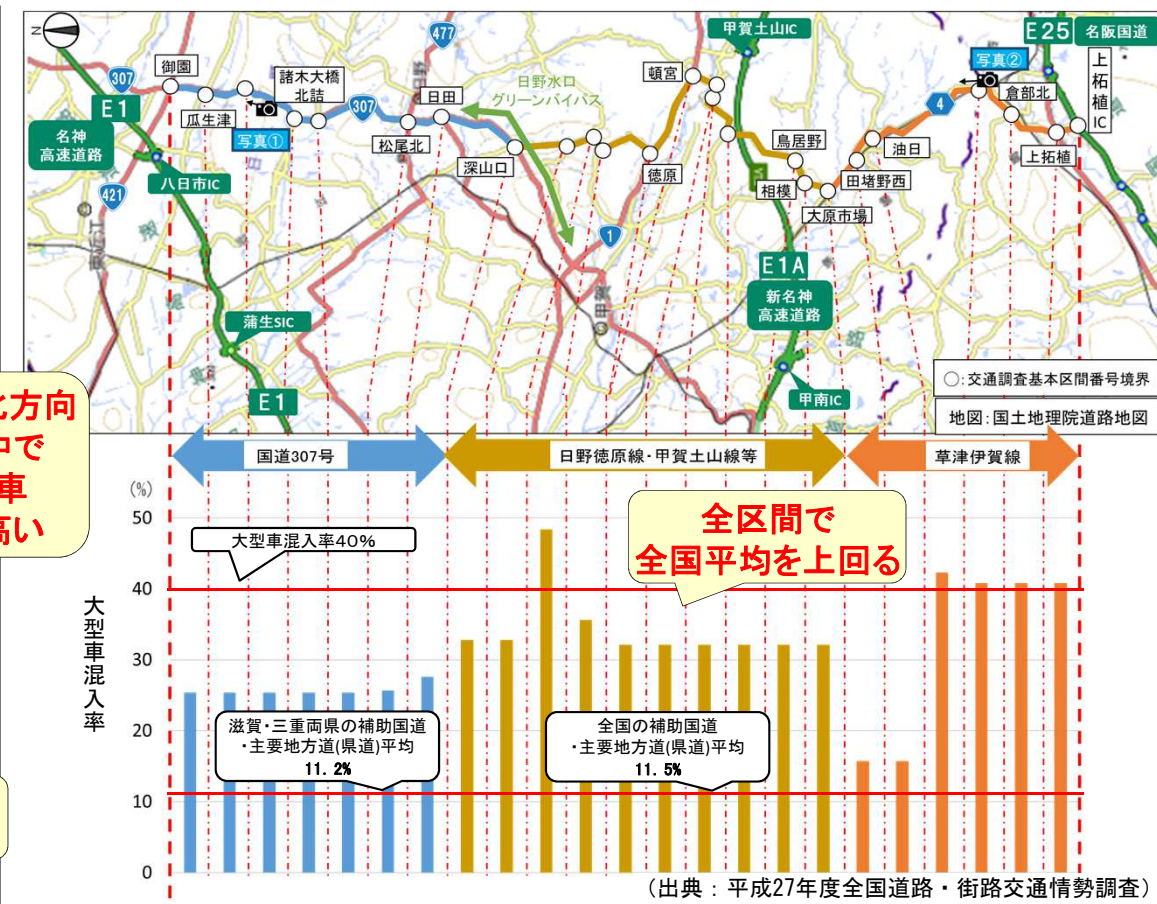 N
307
E1
名神
高速道路
421
八日市IC
蒲生SIC
E1
御園
瓜生津
写真①
諸木大橋
北詰
307
松尾北
477
日田
日野水口
グリーンバイパス
深山口
頓宮
徳原
1
甲賀土山IC
鳥居野
相模
大原市場
田堵野西
油日
4
E1A
新名神
高速道路
甲南IC
写真②
倉部北
E25
名阪国道
上柘植IC
上柘植
○:交通調査基本区間番号境界
地図:国土地理院道路地図
化方向
中で
車
高い
国道307号
日野徳原線・甲賀土山線等
草津伊賀線
(%)
50
40
30
20
10
0
大型車混入率
大型車混入率40%
全区間で
全国平均を上回る
滋賀・三重両県の補助国道
・主要地方道(県道)平均
11.2%
全国の補助国道
・主要地方道(県道)平均
11.5%
(出典:平成27年度全国道路・街路交通情勢調査)